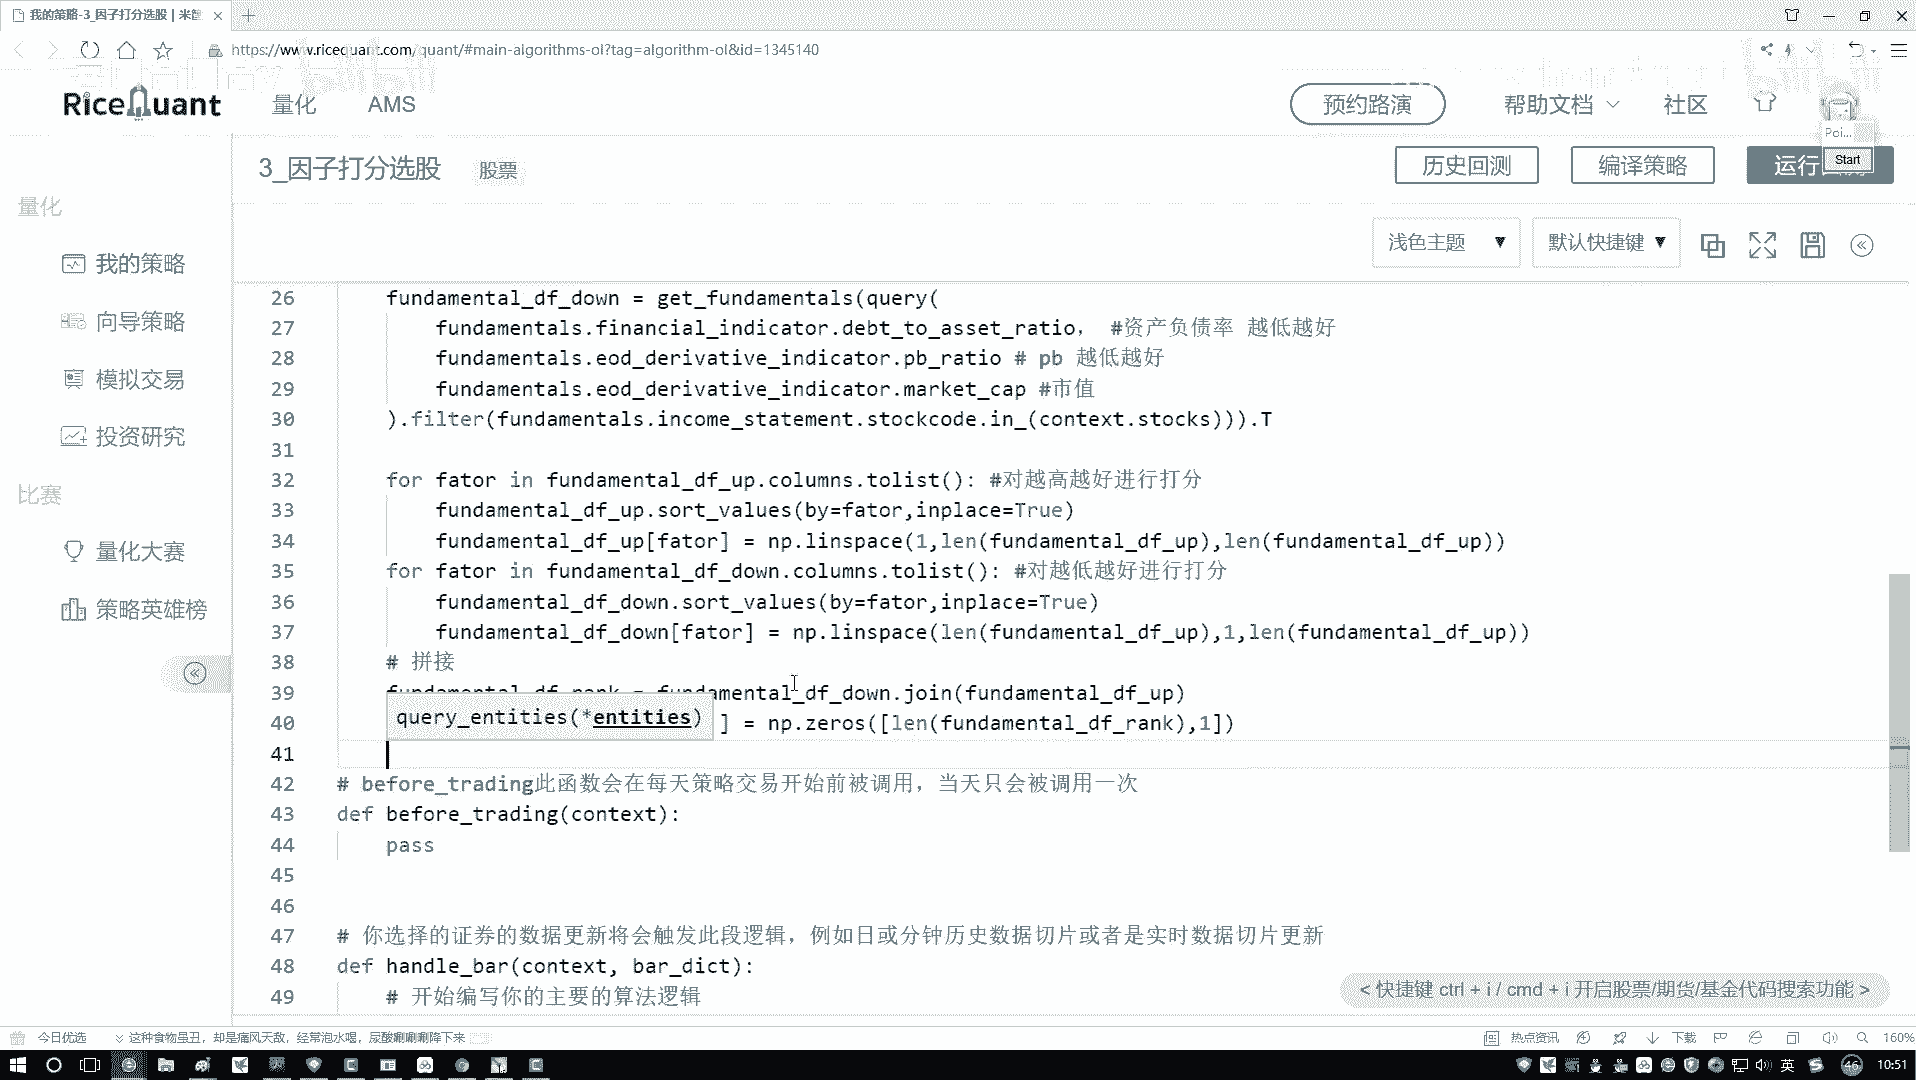 我的策略-3_因子打分选股 | 米
https://www.ricequant.com/quant/#main-algorithms-ol?tag=algorithm-ol&id=1345140
RiceQuant
量化
AMS
预约路演
帮助文档
社区
Poi...
Start
3_因子打分选股
股票
历史回测
编译策略
运行
量化
我的策略
向导策略
模拟交易
投资研究
比赛
量化大赛
策略英雄榜
浅色主题
默认快捷键
26 fundamental_df_down = get_fundamentals(query(
27 fundamentals.financial_indicator.debt_to_asset_ratio, #资产负债率 越低越好
28 fundamentals.eod_derivative_indicator.pb_ratio # pb 越低越好
29 fundamentals.eod_derivative_indicator.market_cap #市值
30 ).filter(fundamentals.income_statement.stockcode.in_(context.stocks))).T
31
32 for fator in fundamental_df_up.columns.tolist(): #对越高越好进行打分
33 fundamental_df_up.sort_values(by=fator,inplace=True)
34 fundamental_df_up[fator] = np.linspace(1,len(fundamental_df_up),len(fundamental_df_up))
35 for fator in fundamental_df_down.columns.tolist(): #对越低越好进行打分
36 fundamental_df_down.sort_values(by=fator,inplace=True)
37 fundamental_df_down[fator] = np.linspace(len(fundamental_df_up),1,len(fundamental_df_up))
38 # 拼接
39 fundamental_df_rank = fundamental_df_down.join(fundamental_df_up)
query_entities(*entities)
40 ] = np.zeros([len(fundamental_df_rank),1])
41
42 # before_trading此函数会在每天策略交易开始前被调用，当天只会被调用一次
43 def before_trading(context):
44 pass
45
46
47 # 你选择的证券的数据更新将会触发此段逻辑，例如日或分钟历史数据切片或者是实时数据切片更新
48 def handle_bar(context, bar_dict):
49 # 开始编写你的主要的算法逻辑
< 快捷键 ctrl + i / cmd + i 开启股票/期货/基金代码搜索功能 >
今日优选
这种食物虽丑，却是痛风天敌，经常泡水喝，尿酸唰唰唰降下来
热点资讯
下载
160%
英
46
10:51